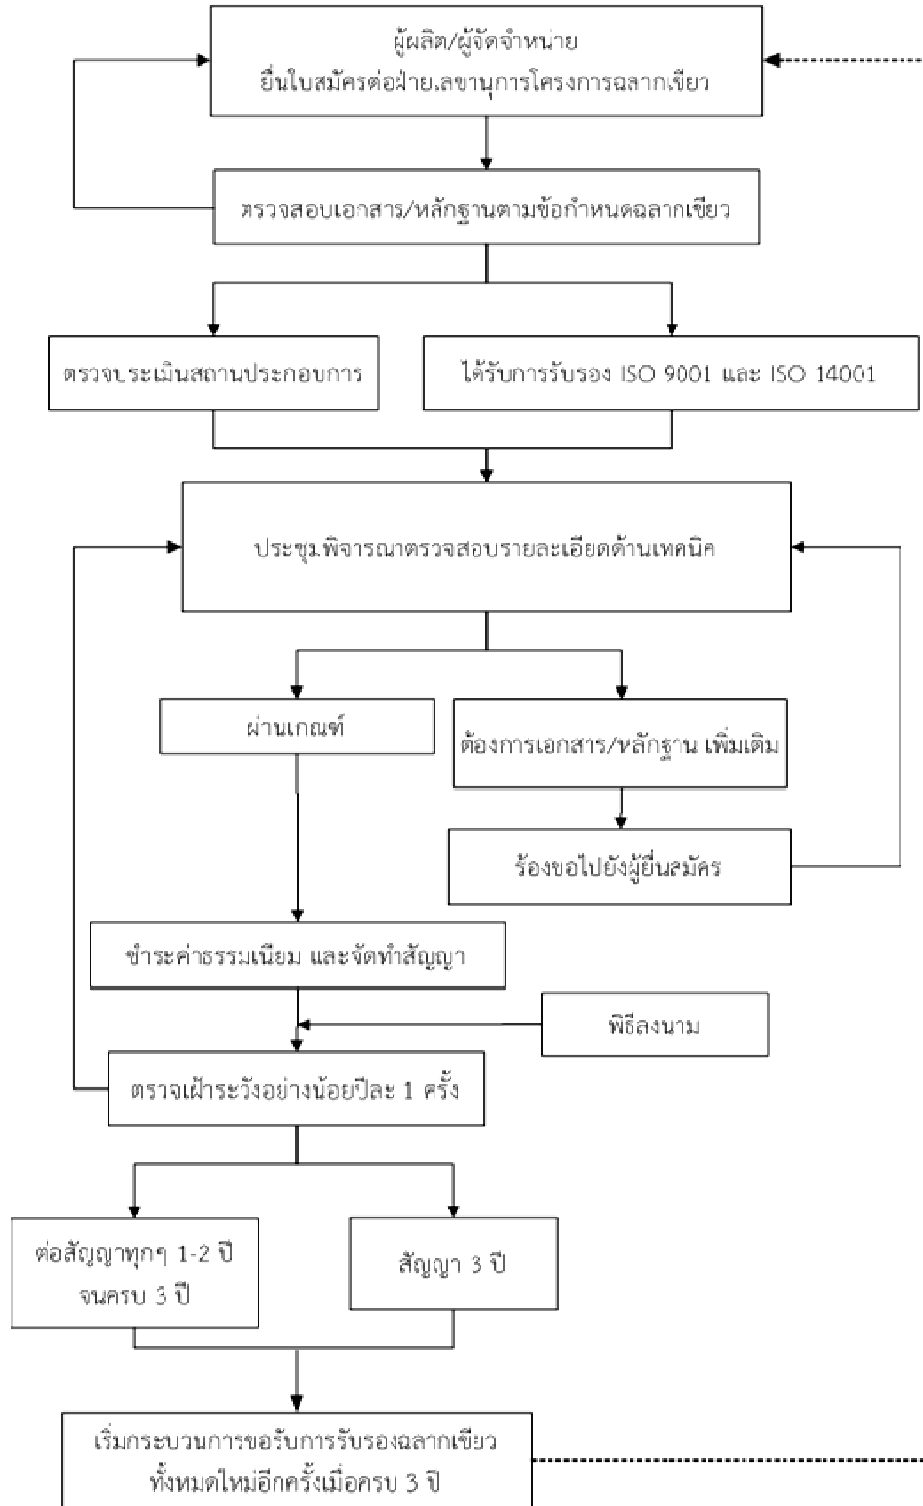 ผู้ผลิต/ผู้จัดจำหน่าย
ยื่นใบสมัครต่อฝ่ายเลขานุการโครงการฉลากเขียว
ตรวจสอบเอกสาร/หลักฐานตามข้อกำหนดฉลากเขียว
ตรวจประเมินสถานประกอบการ
ได้รับการรับรอง ISO 9001 และ ISO 14001
ประชุมพิจารณาตรวจสอบรายละเอียดด้านเทคนิค
ผ่านเกณฑ์
ต้องการเอกสาร/หลักฐาน เพิ่มเติม
ร้องขอไปยังผู้ยื่นสมัคร
ชำระค่าธรรมเนียม และจัดทำสัญญา
พิธีลงนาม
ตรวจเฝ้าระวังอย่างน้อยปีละ 1 ครั้ง
ต่อสัญญาทุกๆ 1-2 ปี
จนครบ 3 ปี
สัญญา 3 ปี
เริ่มกระบวนการขอรับการรับรองฉลากเขียว
ทั้งหมดใหม่อีกครั้งเมื่อครบ 3 ปี